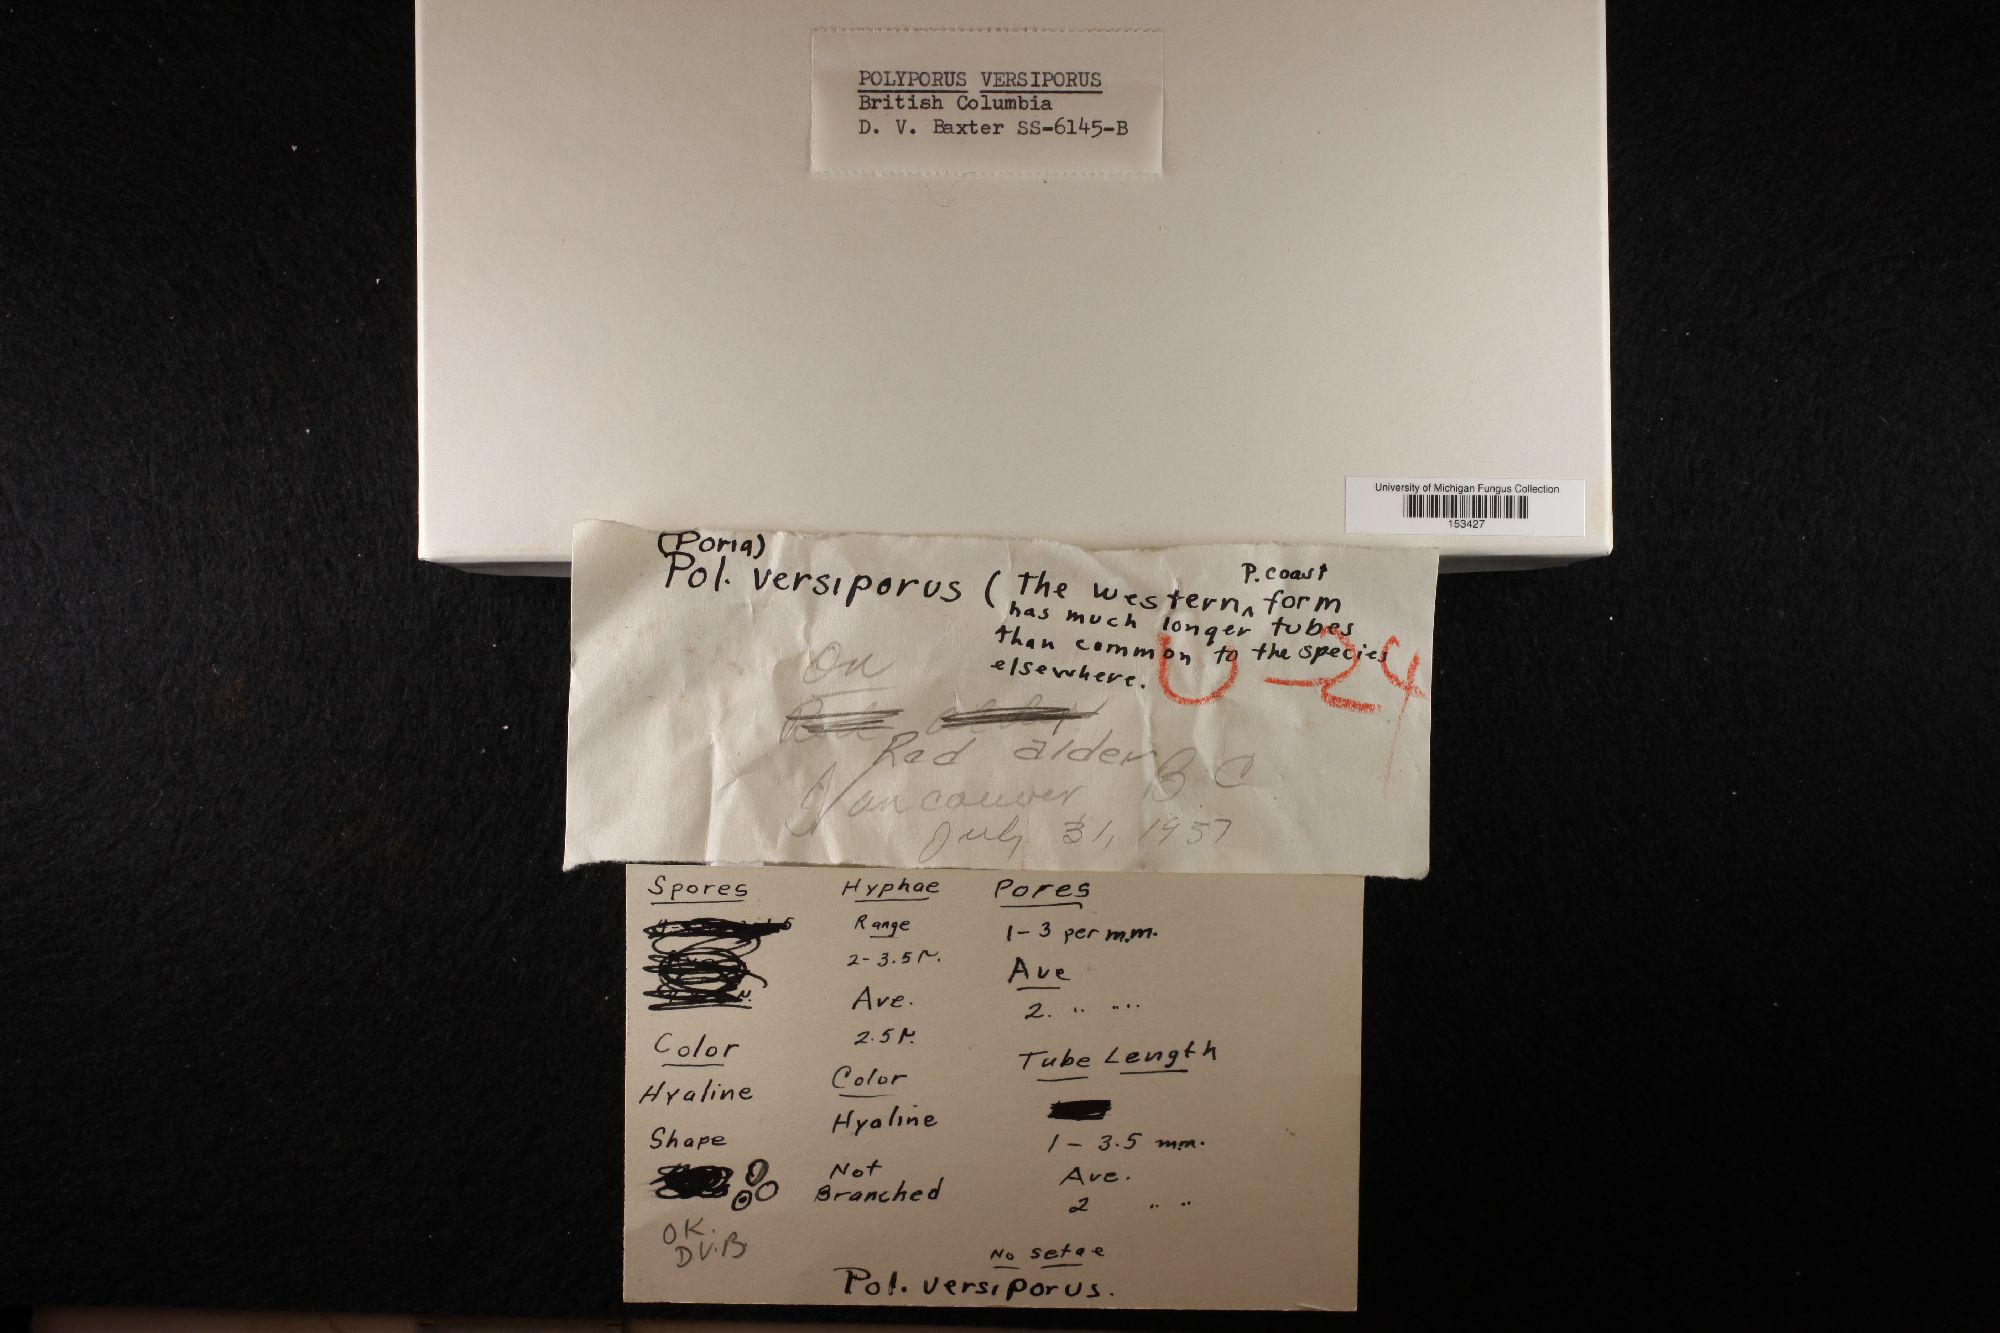 POLYPORUS VERSIPORUS
British Columbia
D. V. Baxter SS-6145-B
University of Michigan Fungus Collection
153427
(Poria)
Pol. versiporus (The western P. coast form
has much longer tubes
than common to the species
elsewhere.
U-24
On
Red alder
Vancouver B C
July 31, 1957
Spores
Color
Hyaline
Shape
OK.
D.V.B.
Hyphae
Range
2-3.5 μ.
Ave.
2.5 μ.
Color
Hyaline
Not
Branched
Pores
1-3 per m.m.
Ave
2. " "
Tube Length
1 - 3.5 m.m.
Ave.
2 " "
No setae
Pol. versiporus.